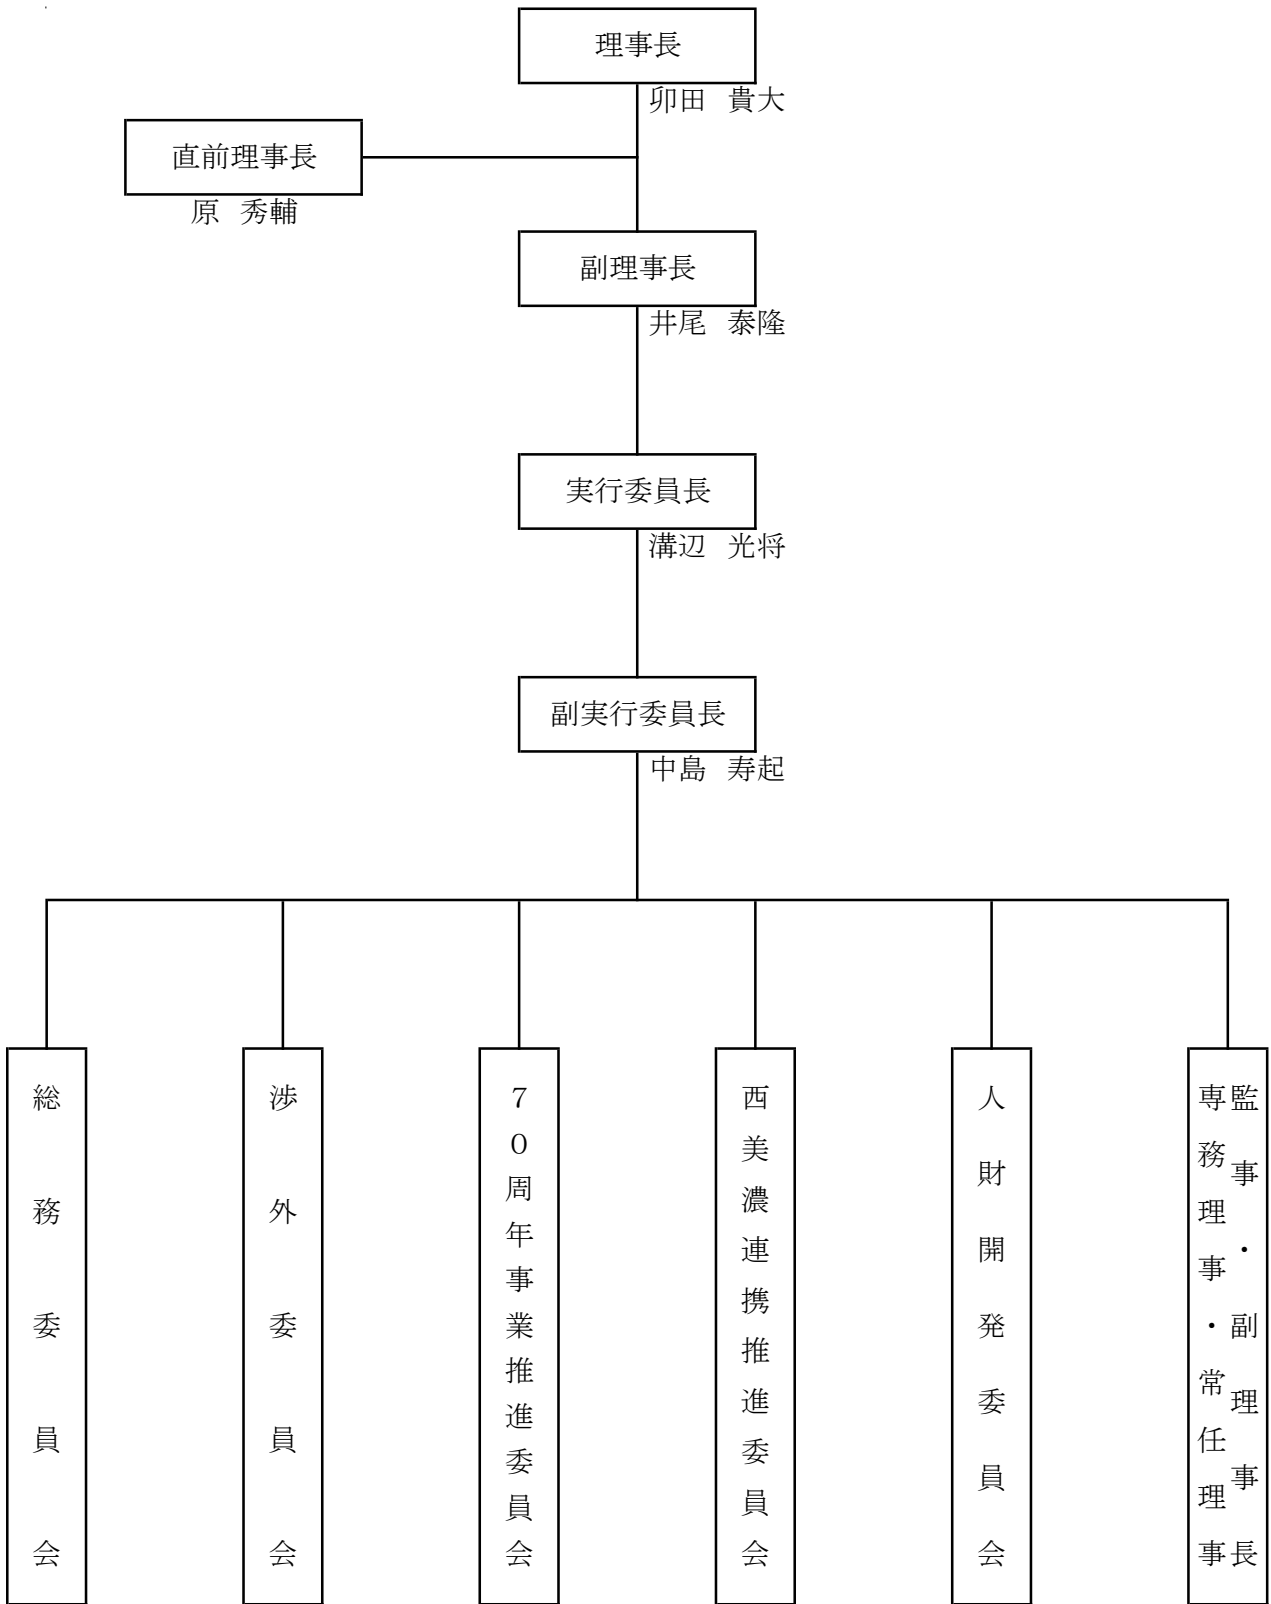 理事長
卯田　貴大
直前理事長
原　秀輔
副理事長
井尾　泰隆
実行委員長
溝辺　光将
副実行委員長
中島　寿起
総務委員会
渉外委員会
７０周年事業推進委員会
西美濃連携推進委員会
人財開発委員会
監事・副理事長
専務理事・常任理事